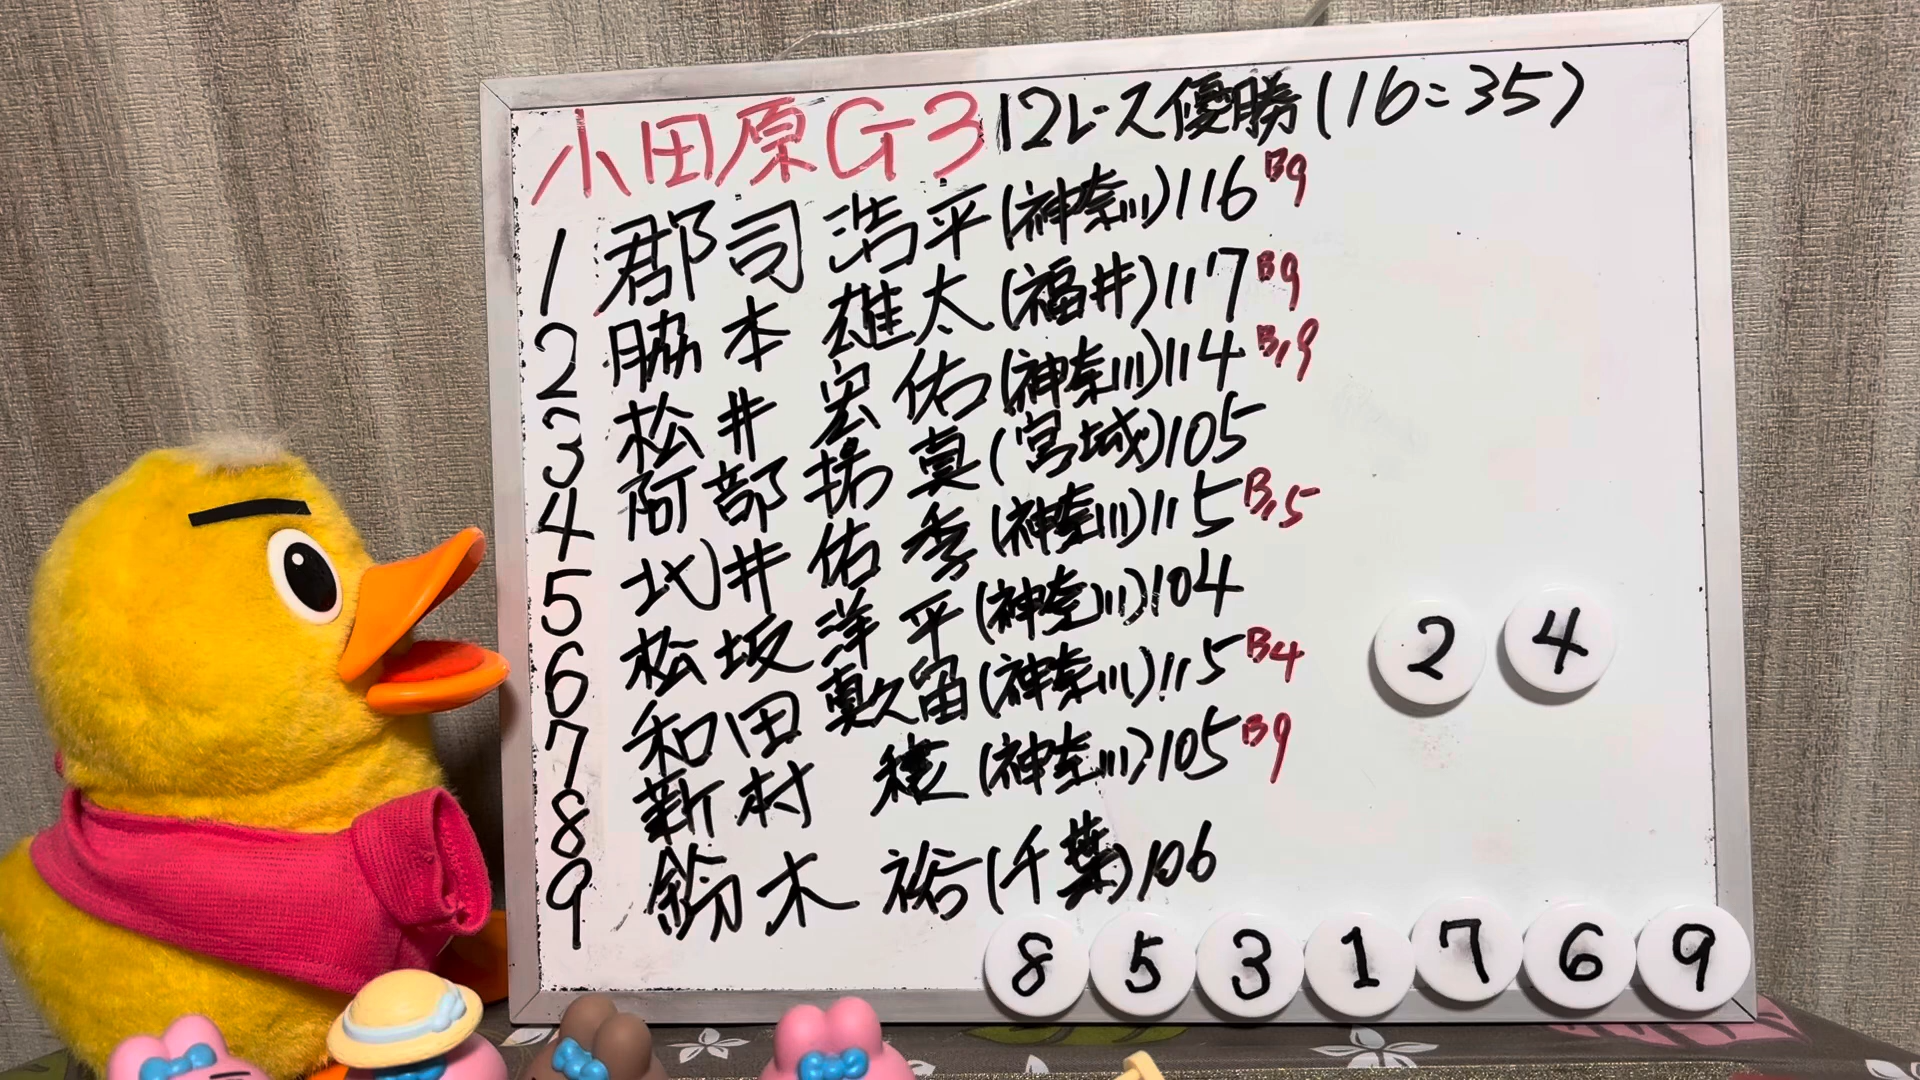 小田原G3 12レース優勝(16:35)
1 郡司 浩平(神奈川)116 B9
2 脇本 雄太(福井)117 B9
3 松井 宏佑(神奈川)114 B19
4 阿部 拂真(宮城)105
5 北井 佑季(神奈川)115 B15
6 松坂 洋平(神奈川)104
7 和田 真久留(神奈川)115 B4
8 新村 穣(神奈川)105 B9
9 鈴木 裕(千葉)106
2 4
8 5 3 1 7 6 9